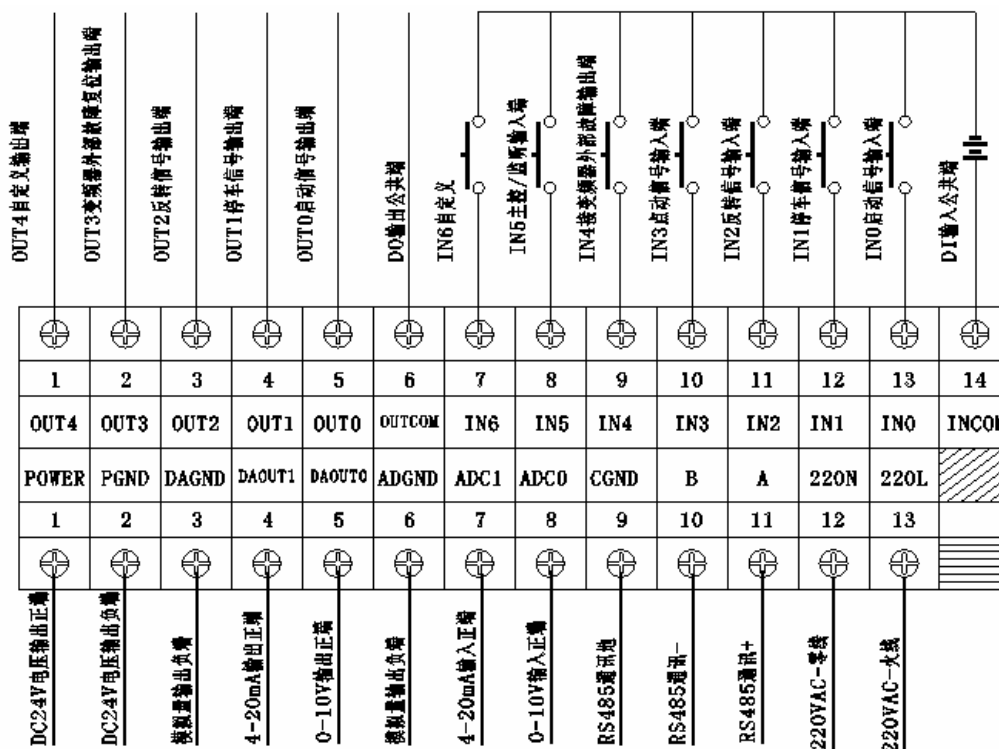 OUT4自定义输出端
OUT3变频器外部故障复位输出端
OUT2反转信号输出端
OUT1停车信号输出端
OUT0启动信号输出端
DO输出公共端
IN6自定义
IN5主控/监听输入端
IN4接变频器外部故障输出端
IN3点动信号输入端
IN2反转信号输入端
IN1停车信号输入端
IN0启动信号输入端
DI输入公共端
1 2 3 4 5 6 7 8 9 10 11 12 13 14
OUT4 OUT3 OUT2 OUT1 OUT0 OUTCOM IN6 IN5 IN4 IN3 IN2 IN1 IN0 INCOM
POWER PGND DAGND DAOUT1 DAOUT0 ADGND ADC1 ADC0 CGND B A 220N 220L
1 2 3 4 5 6 7 8 9 10 11 12 13
DC24V电压输出正端
DC24V电压输出负端
模拟量输出负端
4-20mA输出正端
0-10V输出正端
模拟量输出负端
4-20mA输入正端
0-10V输入正端
RS485通讯地
RS485通讯-
RS485通讯+
220VAC-零线
220VAC-火线